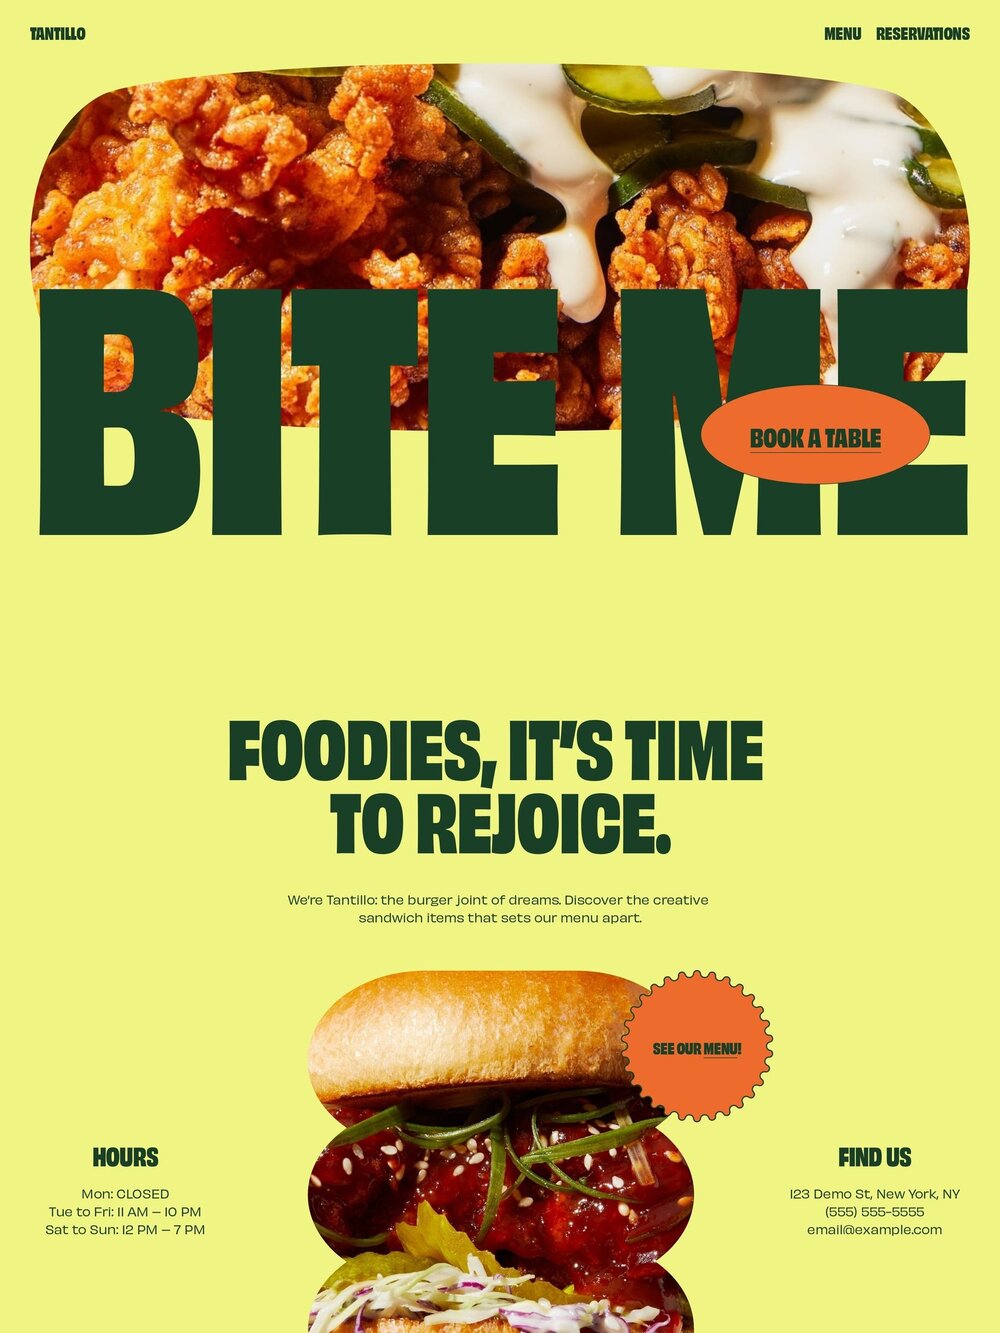 TANTILLO
MENU RESERVATIONS
BITE ME
BOOK A TABLE
FOODIES, IT'S TIME
TO REJOICE.
We're Tantillo: the burger joint of dreams. Discover the creative
sandwich items that sets our menu apart.
SEE OUR MENU!
HOURS
Mon: CLOSED
Tue to Fri: 11 AM – 10 PM
Sat to Sun: 12 PM – 7 PM
FIND US
123 Demo St, New York, NY
(555) 555-5555
email@example.com